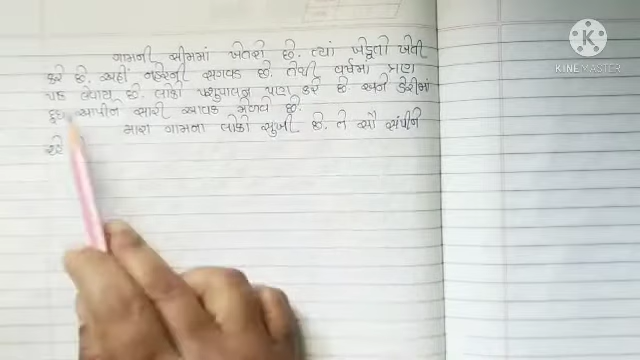 ગામની સીમમાં ખેતરો છે. ત્યાં ખેડૂતો ખેતી
કરે છે. અહીં નહેરની સગવડ છે. તેથી વર્ષમાં ત્રણ
પાક લેવાય છે. લોકો પશુપાલન પણ કરે છે. અને ડેરીમાં
દૂધ આપીને સારી આવક મેળવે છે.
મારા ગામના લોકો સુખી છે. તે સૌ સંપીને
રહે
K
KINEMASTER